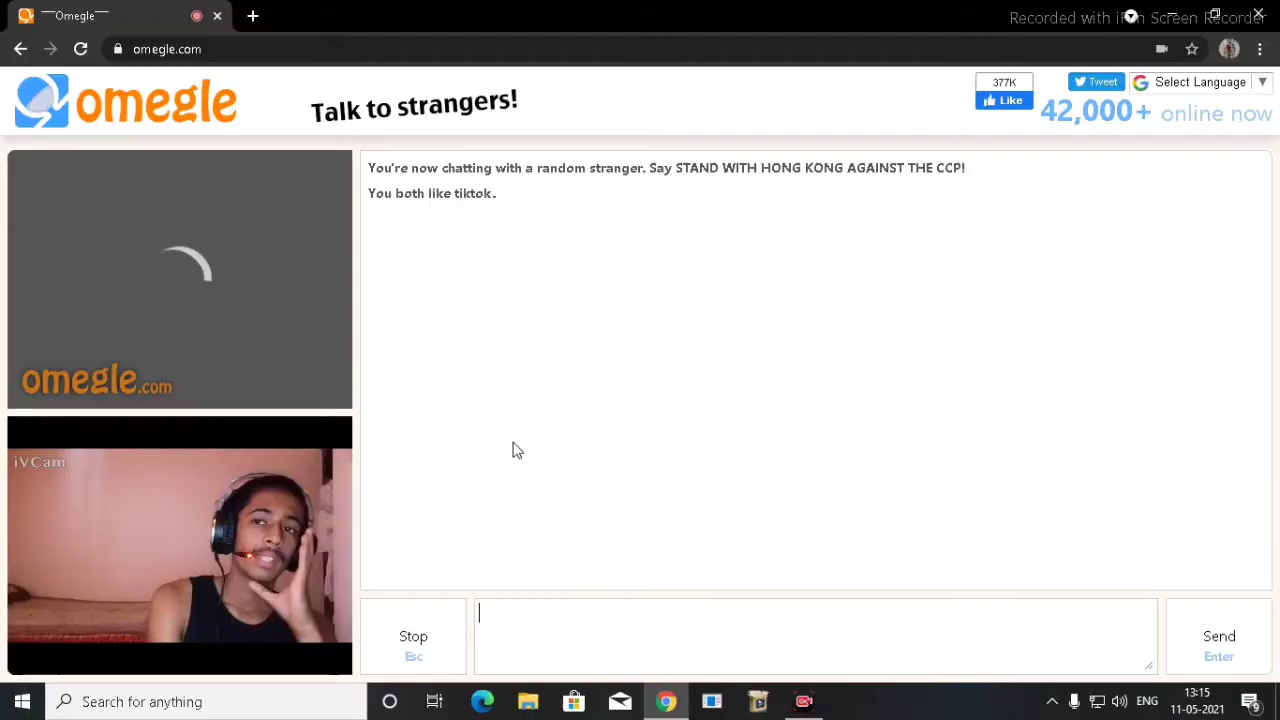 Omegle
Recorded with iFun Screen Recorder
omegle.com
omegle
Talk to strangers!
377K
Like
Tweet
Select Language
42,000+ online now
You're now chatting with a random stranger. Say STAND WITH HONG KONG AGAINST THE CCP!
You both like tiktok.
omegle.com
iVCam
Stop
Esc
Send
Enter
Search for anything
ENG
13:15
11-05-2021
9